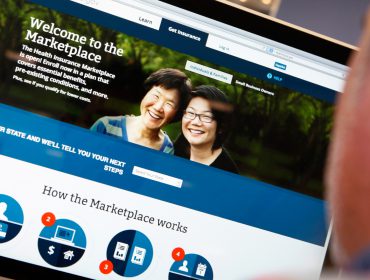 Learn
Get Insurance
Log in
Individuals & Families
Small Business Owners
HELP
Welcome to the
Marketplace
The Health Insurance Marketplace
is open! Enroll now in a plan that
covers essential benefits,
pre-existing conditions, and more.
Plus, see if you qualify for lower costs.
R STATE AND WE'LL TELL YOU YOUR NEXT
STEPS
How the Marketplace works
2
3
4
$